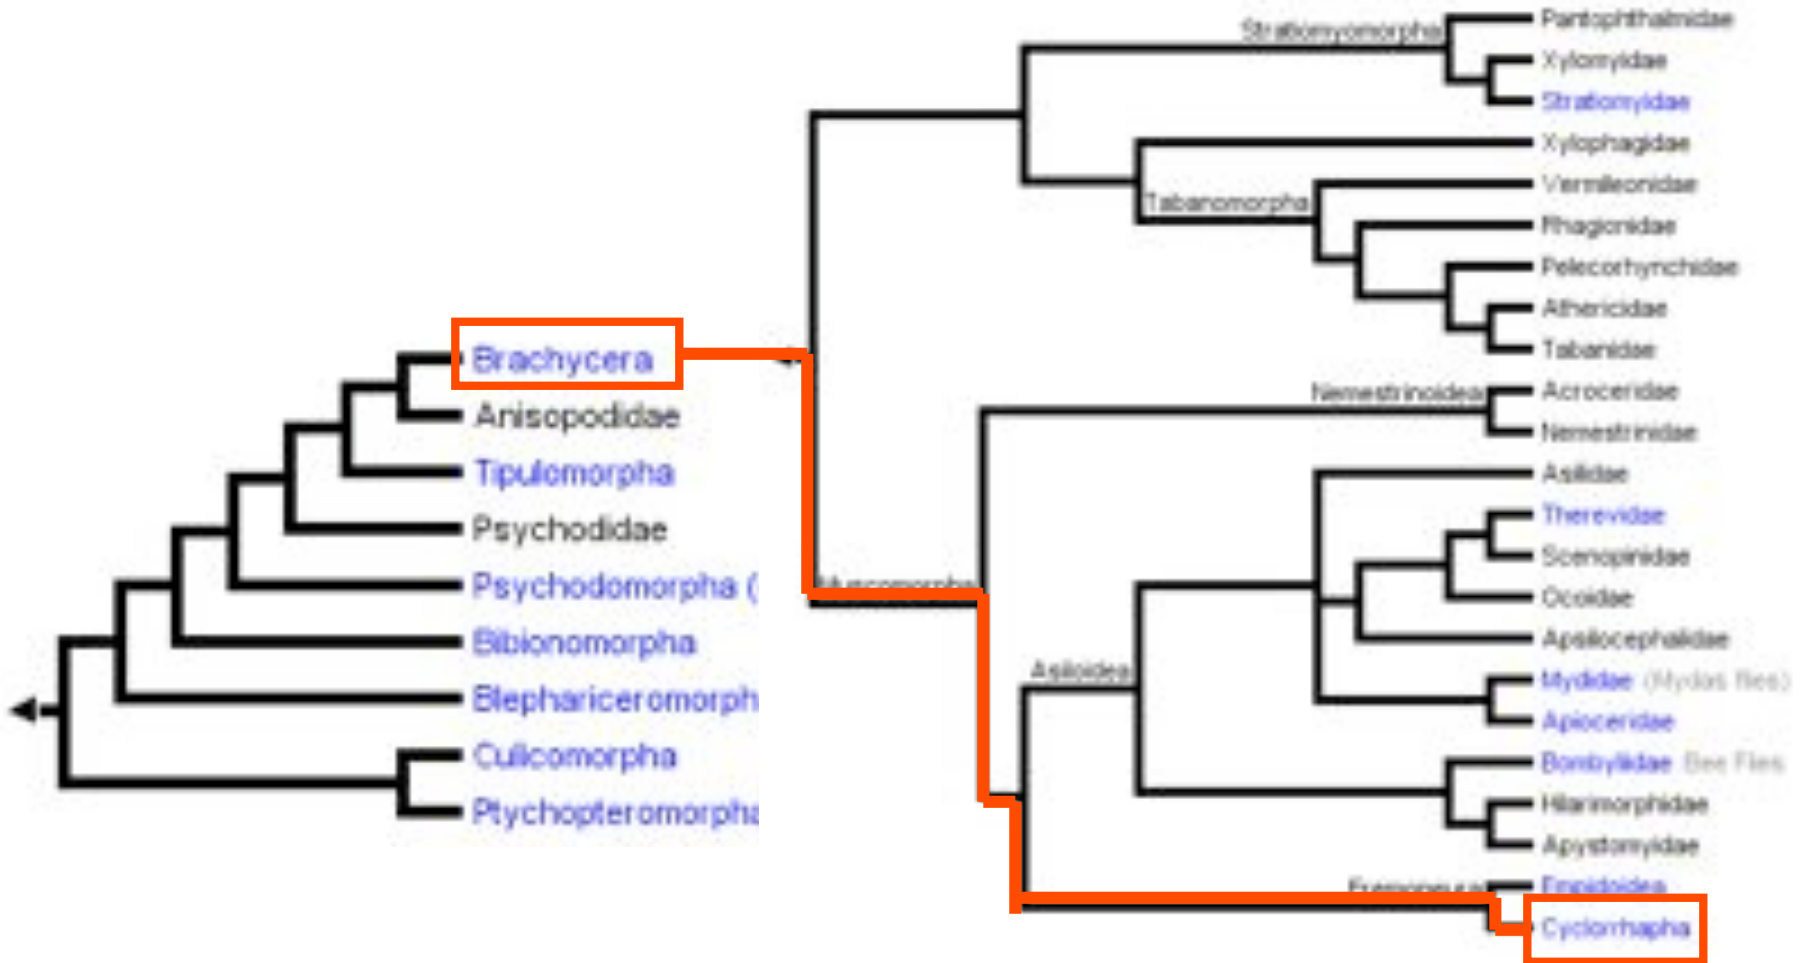 Brachycera
Anisopodidae
Tipulomorpha
Psychodidae
Psychodomorpha (
Bibionomorpha
Blephariceromorph
Culicomorpha
Ptychopteromorpha
Stratiomyomorpha
Pantophthalmidae
Xylomyidae
Stratiomyidae
Xylophagidae
Tabanomorpha
Vermileonidae
Rhagionidae
Pelecorhynchidae
Athericidae
Tabanidae
Nemestrinoidea
Acroceridae
Nemestrinidae
Muscomorpha
Asiloidea
Asilidae
Therevidae
Scenopinidae
Ocoidae
Apsilocephalidae
Mydidae (Mydas flies)
Apioceridae
Bombyliidae Bee Flies
Hilarimorphidae
Apystomyidae
Eremoneura
Empidoidea
Cyclorrhapha